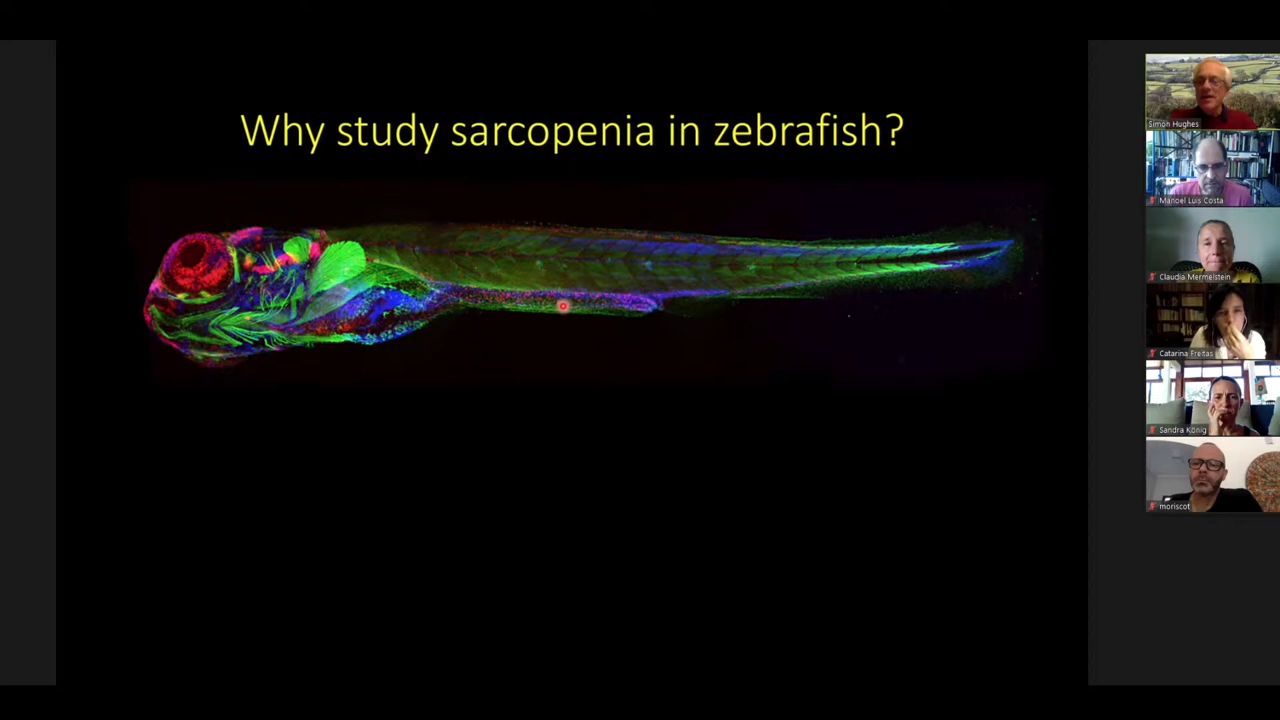 Why study sarcopenia in zebrafish?
Simon Hughes
Manoel Luis Costa
Claudia Mermelstein
Catarina Freitas
Sandra König
moriscot